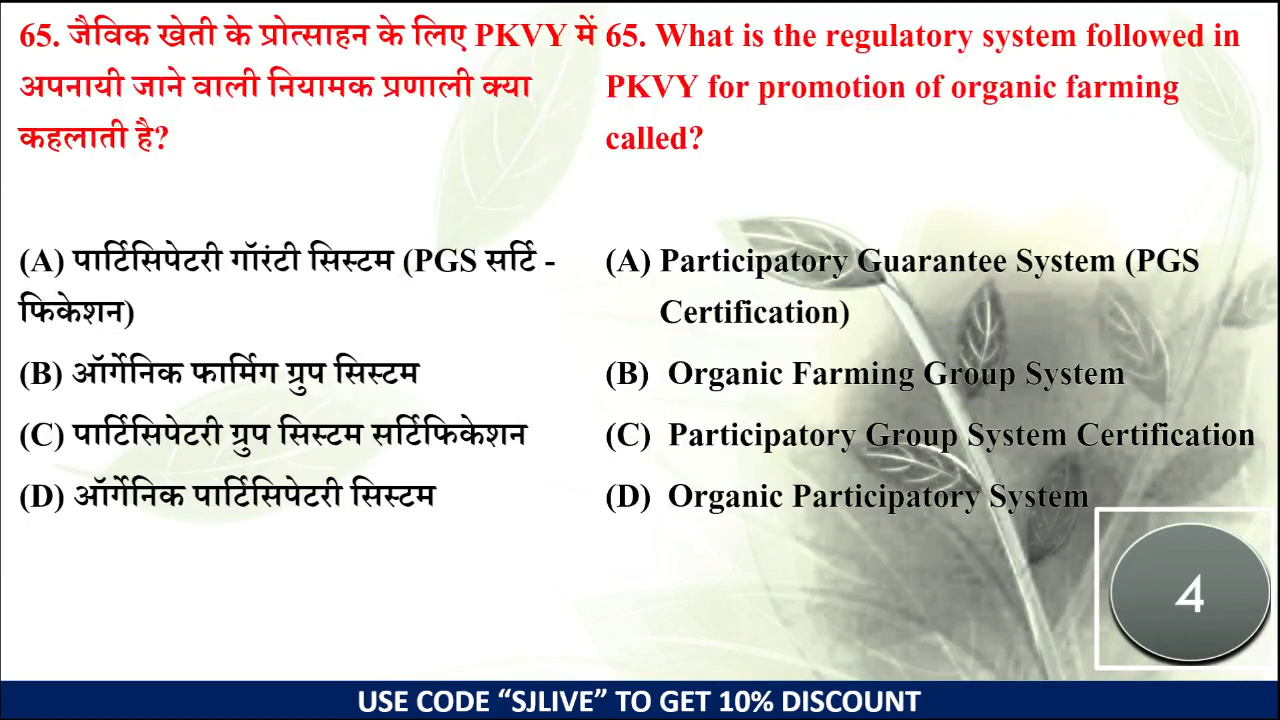 65. जैविक खेती के प्रोत्साहन के लिए PKVY में
अपनायी जाने वाली नियामक प्रणाली क्या
कहलाती है?
(A) पार्टिसिपेटरी गॉरंटी सिस्टम (PGS सर्टि -
फिकेशन)
(B) ऑर्गेनिक फार्मिग ग्रुप सिस्टम
(C) पार्टिसिपेटरी ग्रुप सिस्टम सर्टिफिकेशन
(D) ऑर्गेनिक पार्टिसिपेटरी सिस्टम
65. What is the regulatory system followed in
PKVY for promotion of organic farming
called?
(A) Participatory Guarantee System (PGS
Certification)
(B) Organic Farming Group System
(C) Participatory Group System Certification
(D) Organic Participatory System
4
USE CODE “SJLIVE” TO GET 10% DISCOUNT